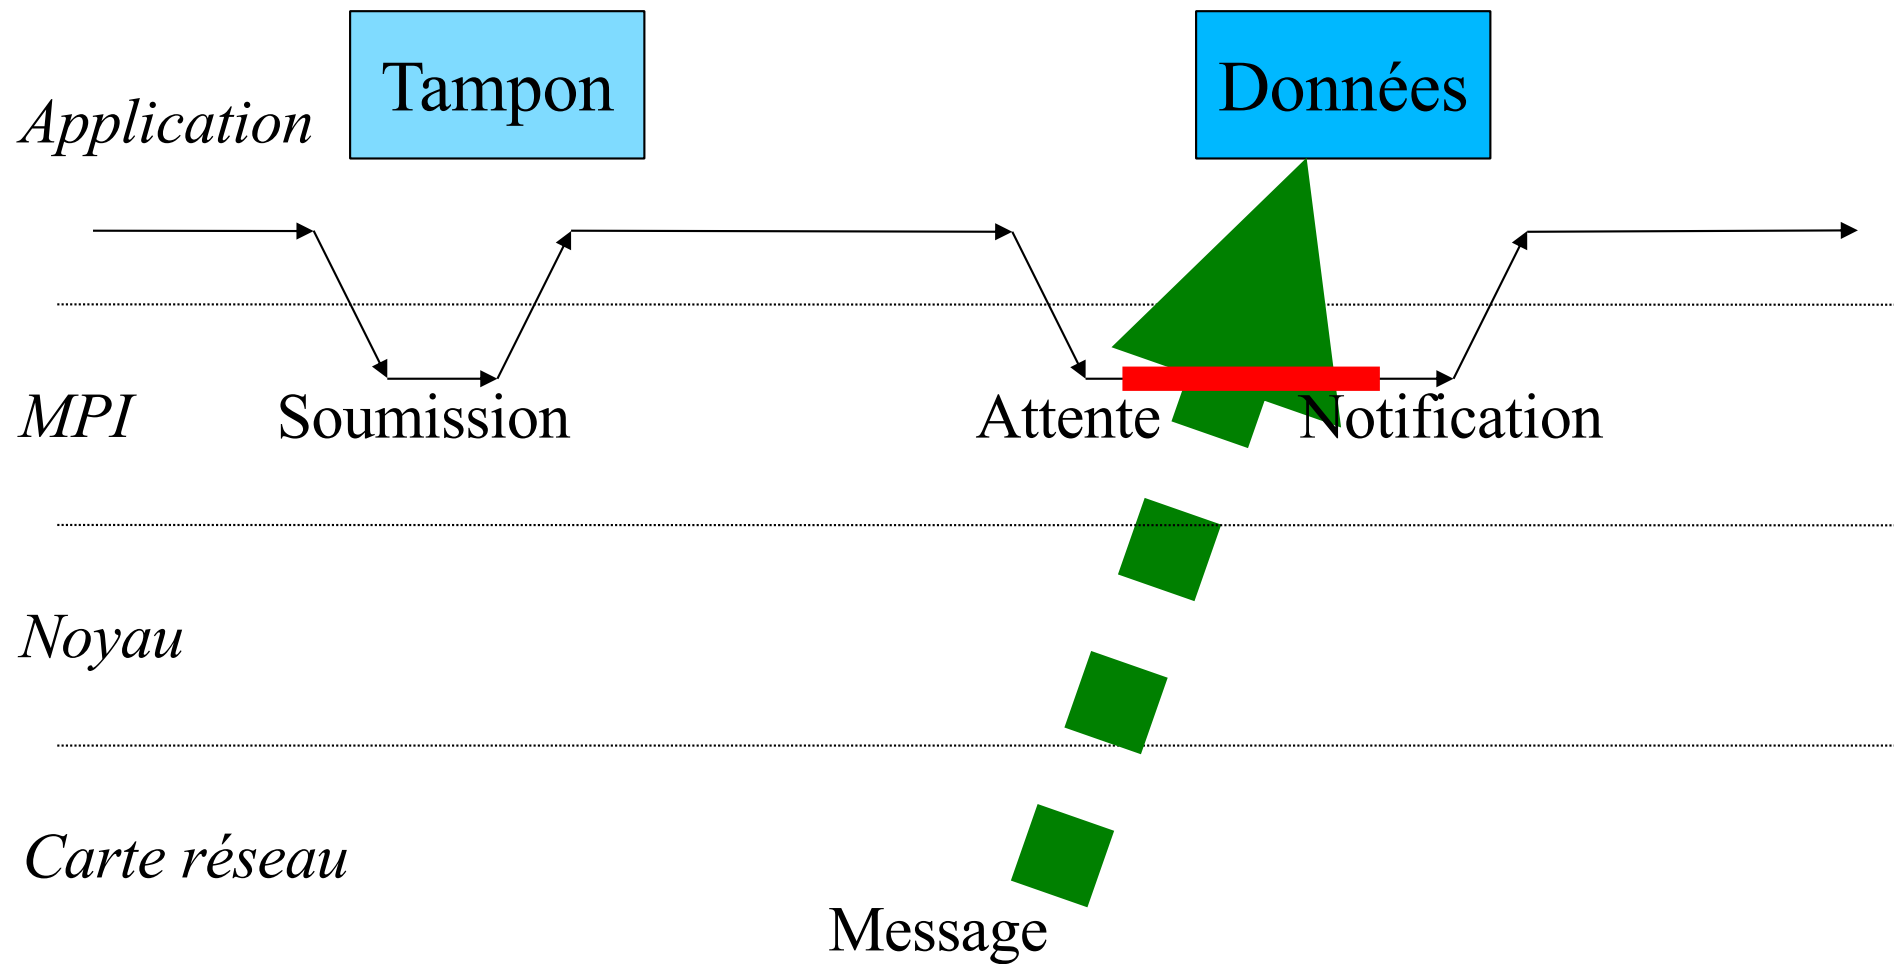 Tampon
Données
Application
MPI
Soumission
Attente
Notification
Noyau
Carte réseau
Message